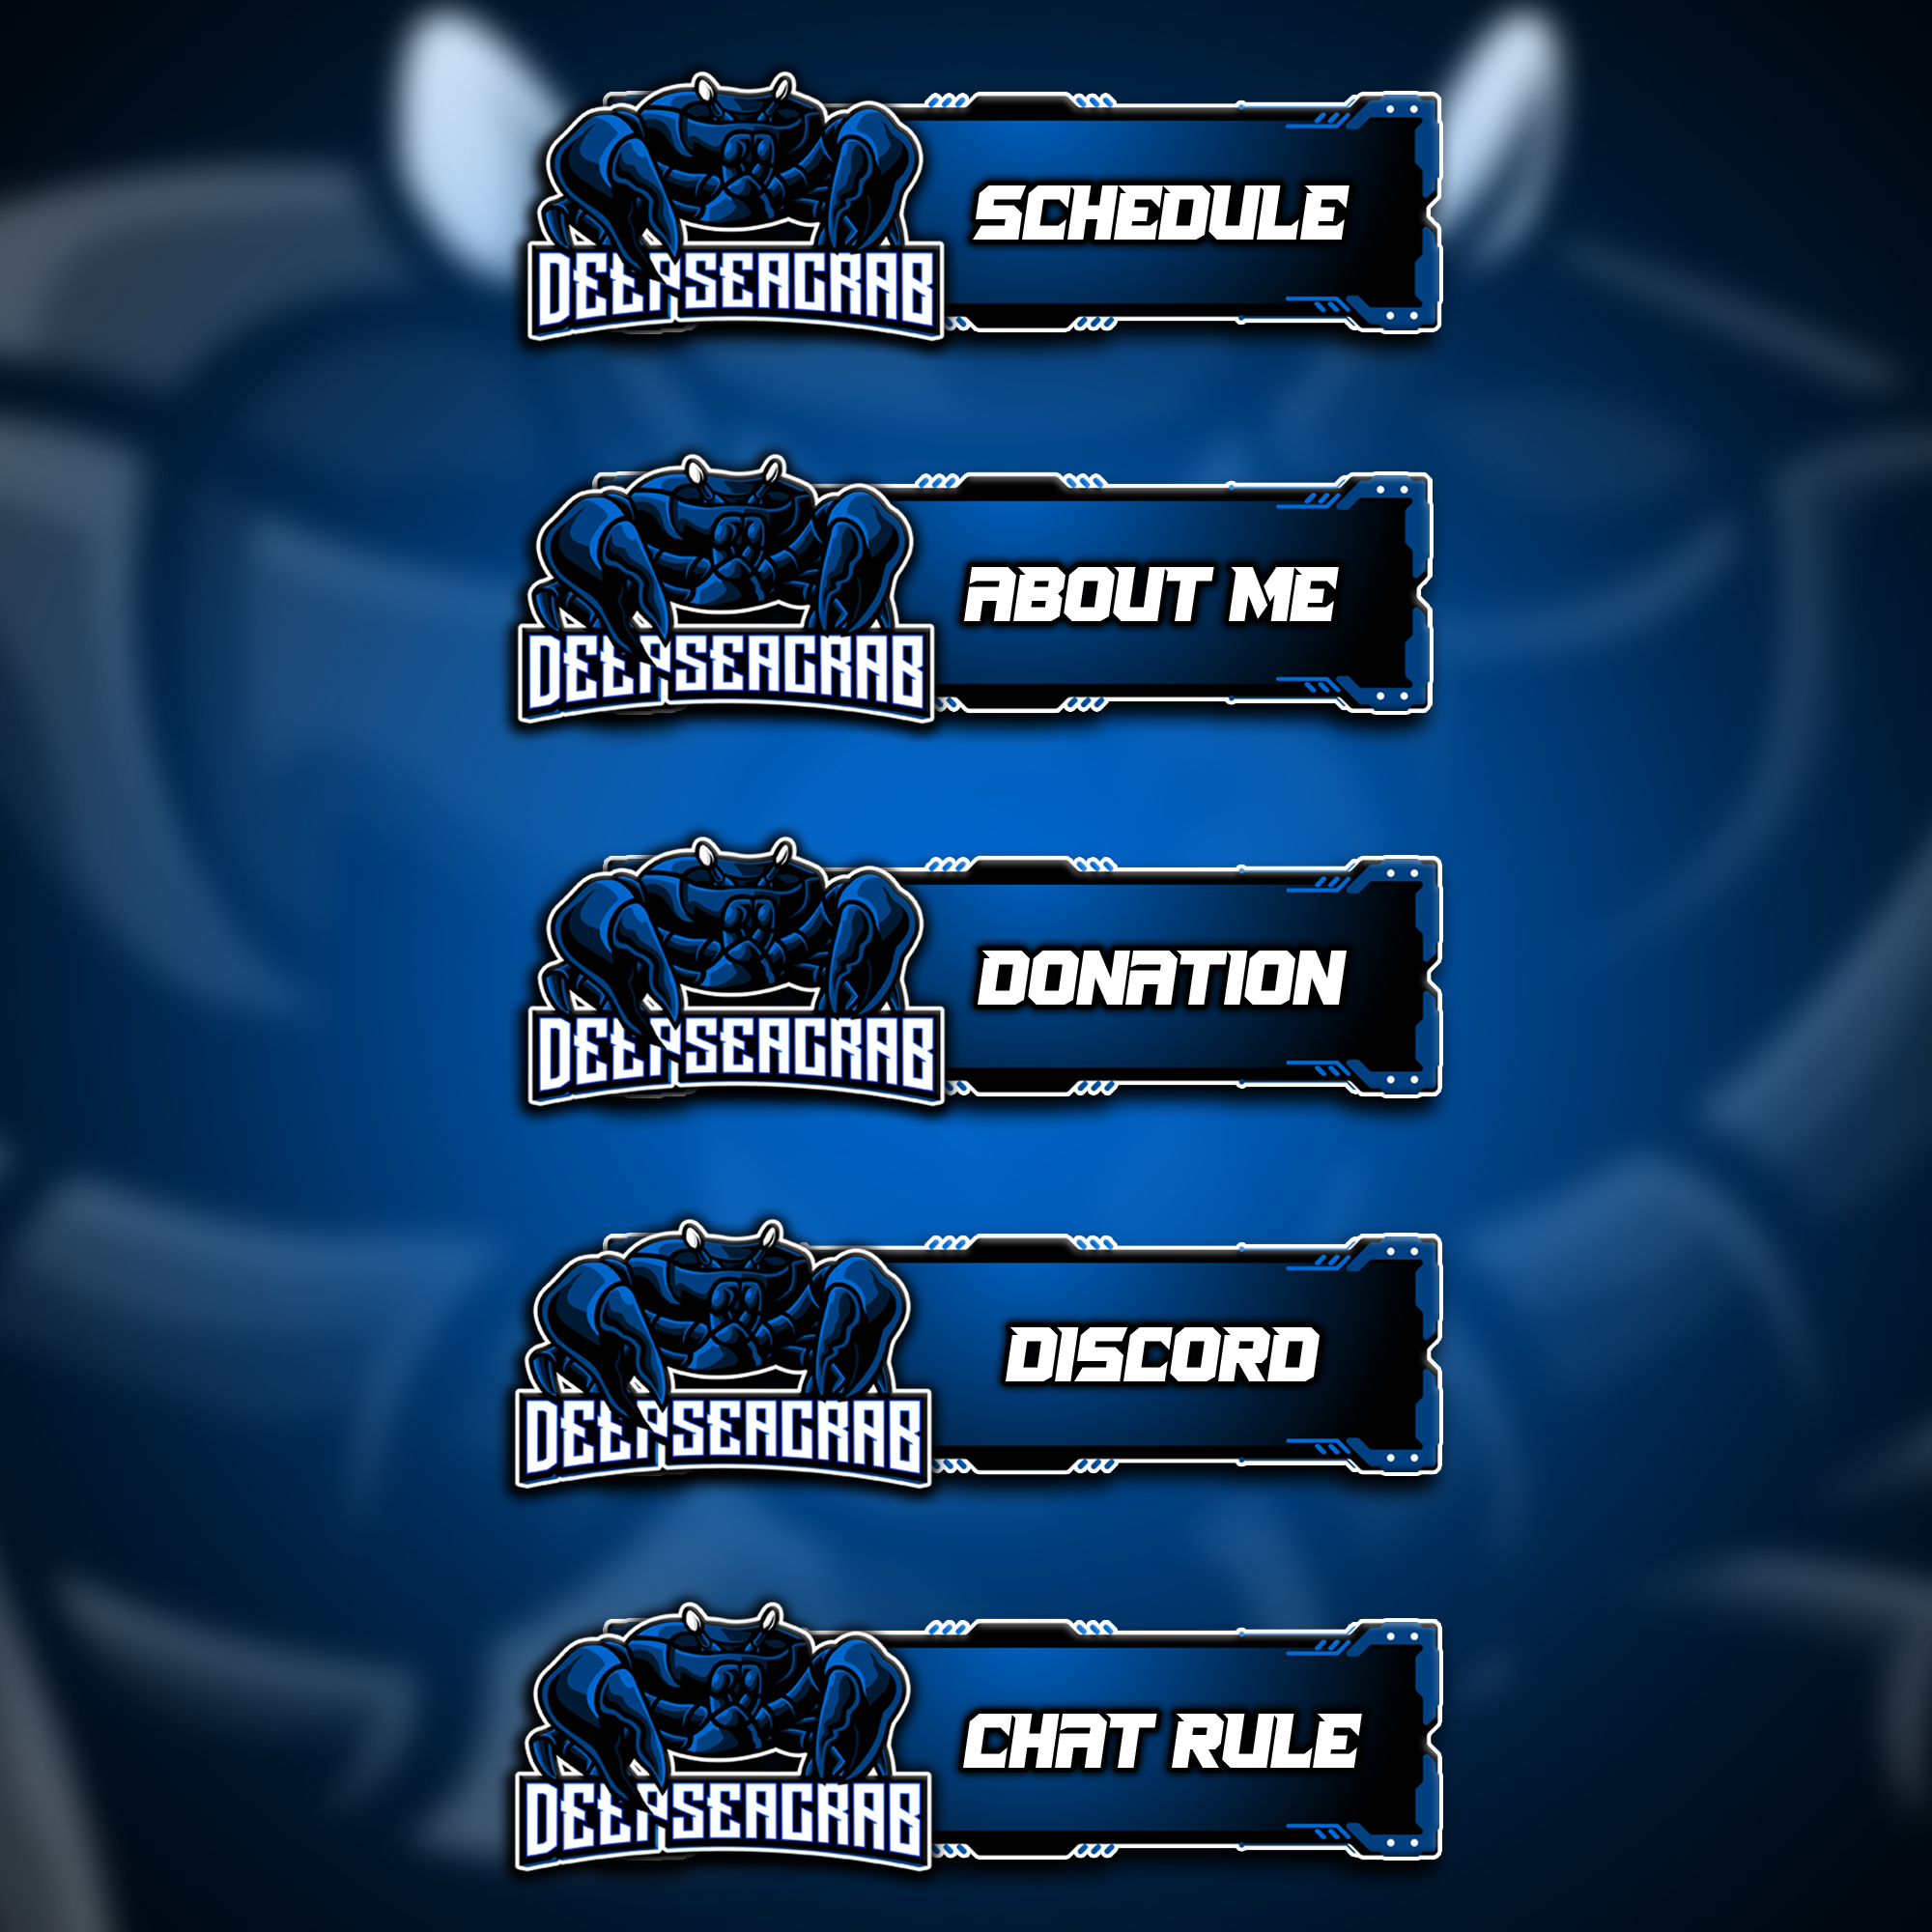 SCHEDULE
DEEPSEACRAB
ABOUT ME
DEEPSEACRAB
DONATION
DEEPSEACRAB
DISCORD
DEEPSEACRAB
CHAT RULE
DEEPSEACRAB